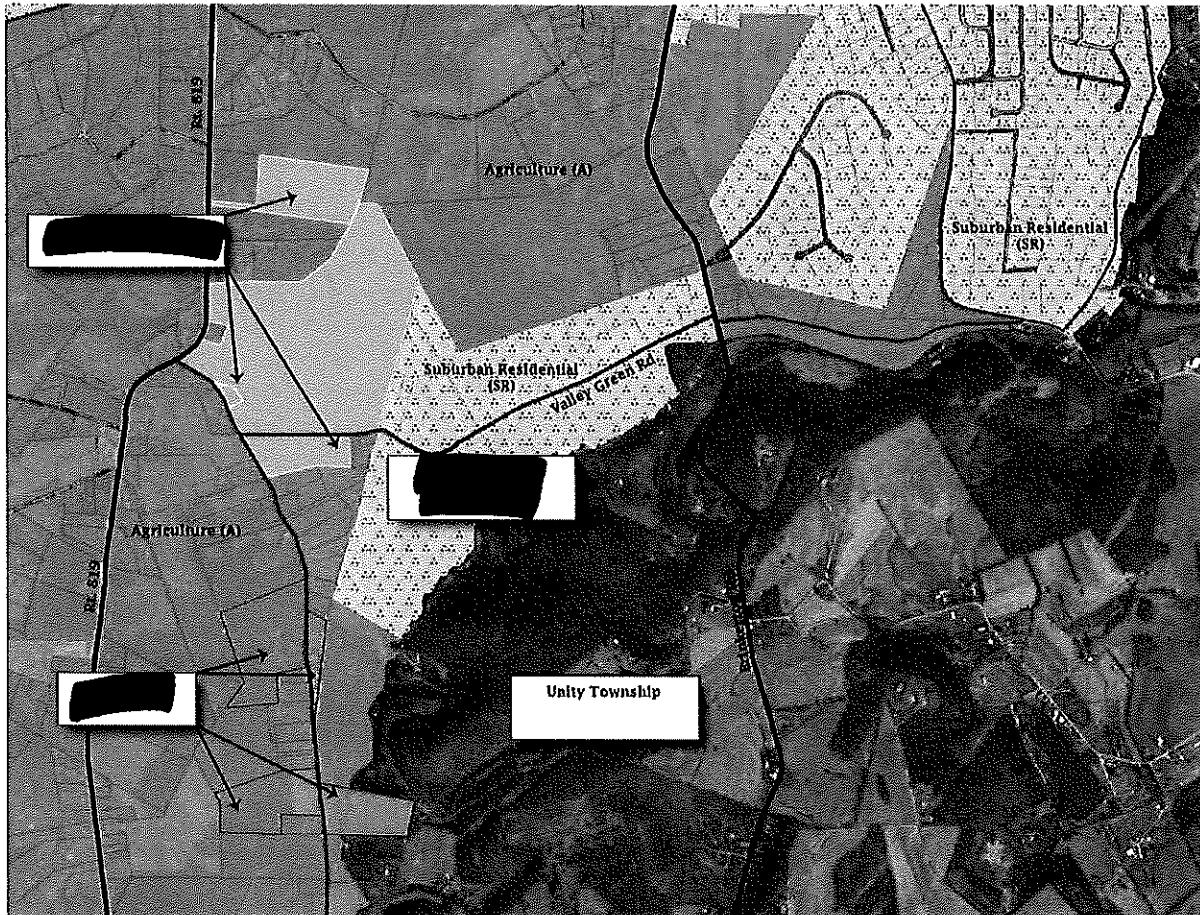 Rt. 819
Agriculture (A)
Suburban Residential
(SR)
Suburban Residential
(SR)
Valley Green Rd.
Agriculture (A)
Rt. 819
Unity Township